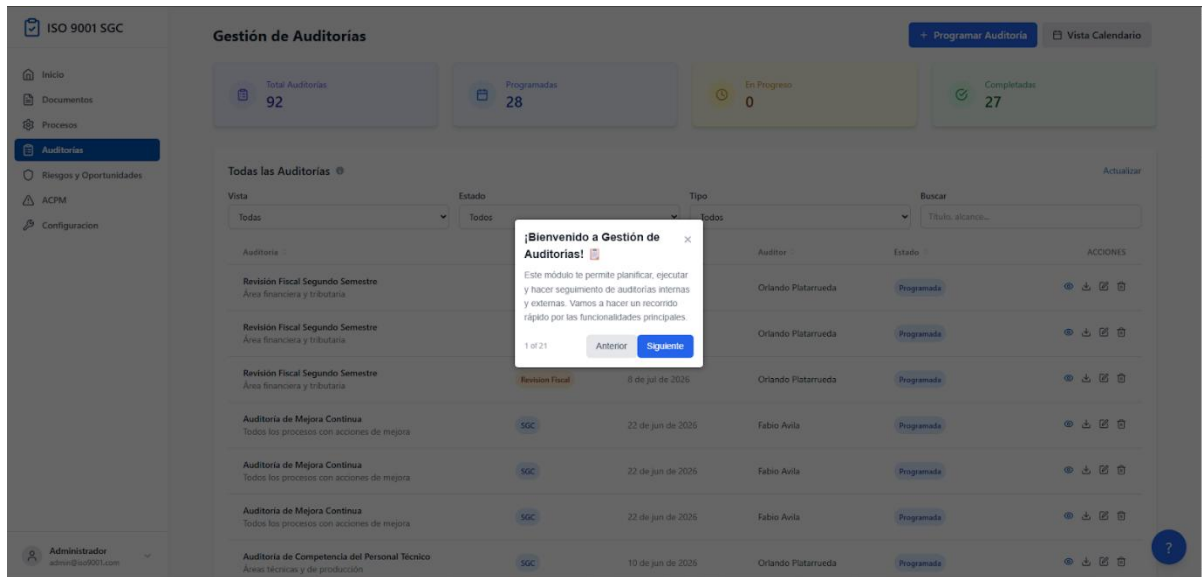 ISO 9001 SGC
Inicio
Documentos
Procesos
Auditorías
Riesgos y Oportunidades
ACPM
Configuracion
Administrador
admin@iso9001.com
Gestión de Auditorías
+ Programar Auditoría
Vista Calendario
Total Auditorías
92
Programadas
28
En Progreso
0
Completadas
27
Todas las Auditorías
Actualizar
Vista
Estado
Tipo
Buscar
Todas
Todos
Todos
Título, alcance...
Auditoría
Auditor
Estado
ACCIONES
Revisión Fiscal Segundo Semestre
Área financiera y tributaria
Orlando Platarrueda
Programada
Revisión Fiscal Segundo Semestre
Área financiera y tributaria
Orlando Platarrueda
Programada
Revisión Fiscal Segundo Semestre
Área financiera y tributaria
Revision Fiscal
8 de jul de 2026
Orlando Platarrueda
Programada
Auditoría de Mejora Continua
Todos los procesos con acciones de mejora
SGC
22 de jun de 2026
Fabio Avila
Programada
Auditoría de Mejora Continua
Todos los procesos con acciones de mejora
SGC
22 de jun de 2026
Fabio Avila
Programada
Auditoría de Mejora Continua
Todos los procesos con acciones de mejora
SGC
22 de jun de 2026
Fabio Avila
Programada
Auditoría de Competencia del Personal Técnico
Áreas técnicas y de producción
SGC
10 de jun de 2026
Orlando Platarrueda
Programada
¡Bienvenido a Gestión de
Auditorías!
Este módulo te permite planificar, ejecutar
y hacer seguimiento de auditorías internas
y externas. Vamos a hacer un recorrido
rápido por las funcionalidades principales.
1 of 21
Anterior
Siguiente
?